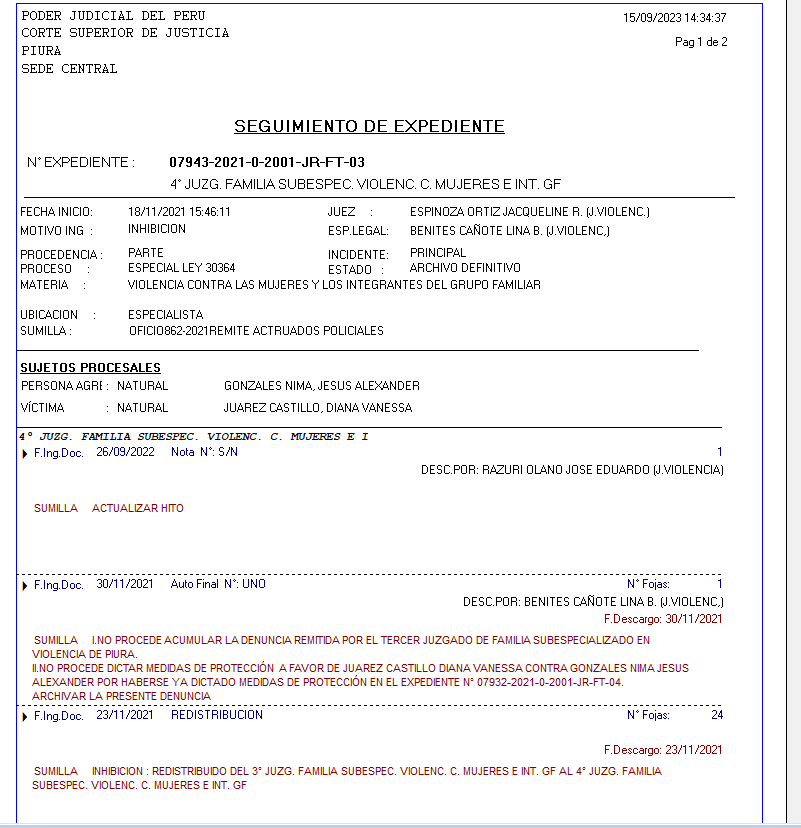 PODER JUDICIAL DEL PERU 15/09/2023 14:34:37
CORTE SUPERIOR DE JUSTICIA
PIURA Pag 1 de 2
SEDE CENTRAL
SEGUIMIENTO DE EXPEDIENTE
N° EXPEDIENTE : 07943-2021-0-2001-JR-FT-03
4° JUZG. FAMILIA SUBESPEC. VIOLENC. C. MUJERES E INT. GF
FECHA INICIO: 18/11/2021 15:46:11 JUEZ : ESPINOZA ORTIZ JACQUELINE R. (J.VIOLENC.)
MOTIVO ING : INHIBICION ESP.LEGAL: BENITES CAÑOTE LINA B. (J.VIOLENC,)
PROCEDENCIA : PARTE INCIDENTE: PRINCIPAL
PROCESO : ESPECIAL LEY 30364 ESTADO : ARCHIVO DEFINITIVO
MATERIA : VIOLENCIA CONTRA LAS MUJERES Y LOS INTEGRANTES DEL GRUPO FAMILIAR
UBICACION : ESPECIALISTA
SUMILLA : OFICIO862-2021REMITE ACTRUADOS POLICIALES
SUJETOS PROCESALES
PERSONA AGRE : NATURAL GONZALES NIMA, JESUS ALEXANDER
VÍCTIMA : NATURAL JUAREZ CASTILLO, DIANA VANESSA
4° JUZG. FAMILIA SUBESPEC. VIOLENC. C. MUJERES E I
F.Ing.Doc. 26/09/2022 Nota N°: S/N 1
DESC.POR: RAZURI OLANO JOSE EDUARDO (J.VIOLENCIA)
SUMILLA ACTUALIZAR HITO
F.Ing.Doc. 30/11/2021 Auto Final N°: UNO N° Fojas: 1
DESC.POR: BENITES CAÑOTE LINA B. (J.VIOLENC,)
F.Descargo: 30/11/2021
SUMILLA I.NO PROCEDE ACUMULAR LA DENUNCIA REMITIDA POR EL TERCER JUZGADO DE FAMILIA SUBESPECIALIZADO EN
VIOLENCIA DE PIURA.
II.NO PROCEDE DICTAR MEDIDAS DE PROTECCIÓN A FAVOR DE JUAREZ CASTILLO DIANA VANESSA CONTRA GONZALES NIMA JESUS
ALEXANDER POR HABERSE YA DICTADO MEDIDAS DE PROTECCIÓN EN EL EXPEDIENTE N° 07932-2021-0-2001-JR-FT-04.
ARCHIVAR LA PRESENTE DENUNCIA
F.Ing.Doc. 23/11/2021 REDISTRIBUCION N° Fojas: 24
F.Descargo: 23/11/2021
SUMILLA INHIBICION : REDISTRIBUIDO DEL 3° JUZG. FAMILIA SUBESPEC. VIOLENC. C. MUJERES E INT. GF AL 4° JUZG. FAMILIA
SUBESPEC. VIOLENC. C. MUJERES E INT. GF